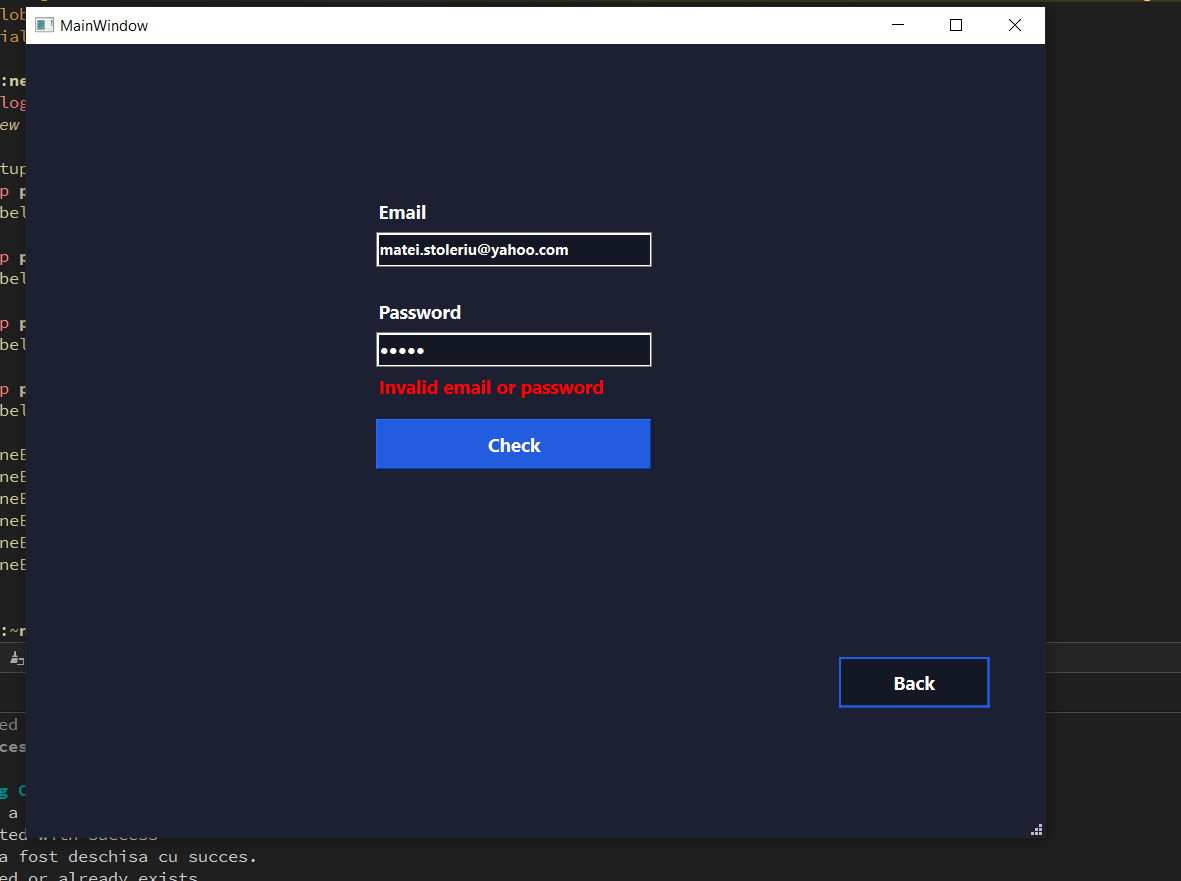 MainWindow
Email
matei.stoleriu@yahoo.com
Password
•••••
Invalid email or password
Check
Back
lob
ial
:ne
log
ew
tup
p p
bel
p p
bel
p p
bel
p p
bel
neE
neE
neE
neE
neE
neE
:~r
ed
ces
g C
a
ted with success
a fost deschisa cu succes.
ed or already exists